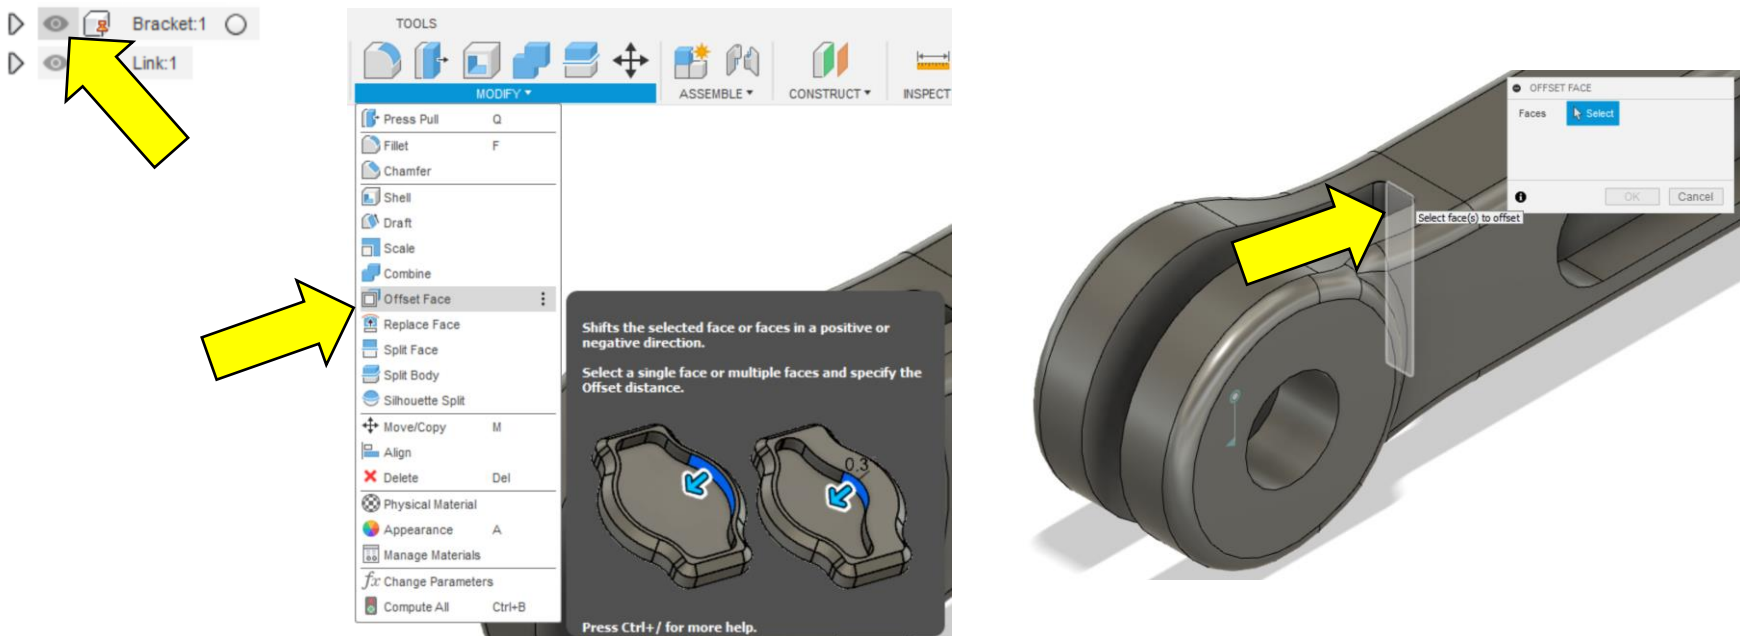 Bracket:1
Link:1
TOOLS
MODIFY ▾
ASSEMBLE ▾
CONSTRUCT ▾
INSPECT
Press Pull Q
Fillet F
Chamfer
Shell
Draft
Scale
Combine
Offset Face
Replace Face
Split Face
Split Body
Silhouette Split
Move/Copy M
Align
Delete Del
Physical Material
Appearance A
Manage Materials
fx Change Parameters
Compute All Ctrl+B
Shifts the selected face or faces in a positive or
negative direction.
Select a single face or multiple faces and specify the
Offset distance.
0.3
Press Ctrl+/ for more help.
OFFSET FACE
Faces Select
OK Cancel
Select face(s) to offset